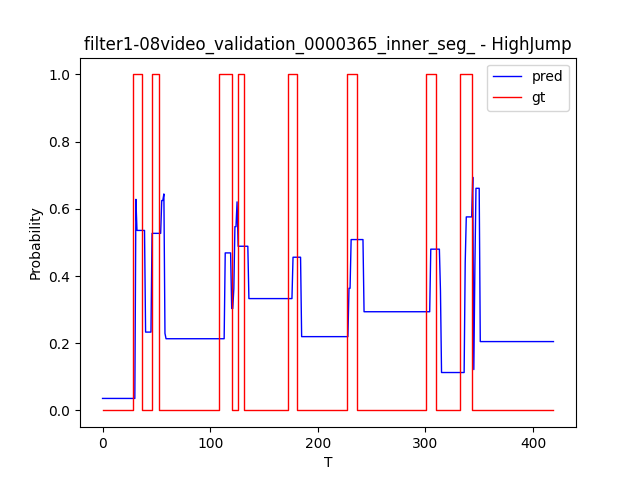 filter1-08video_validation_0000365_inner_seg_ - HighJump
pred
gt
1.0
0.8
0.6
0.4
0.2
0.0
Probability
0
100
200
300
400
T